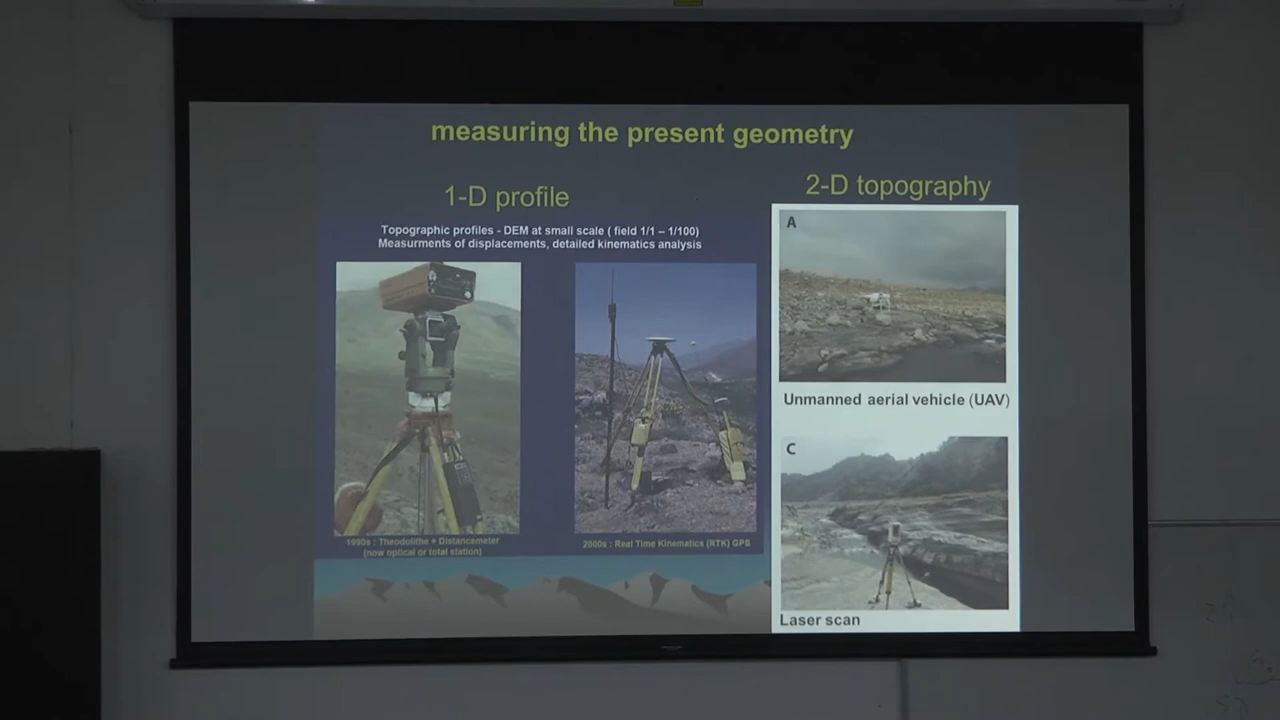 measuring the present geometry
1-D profile
Topographic profiles - DEM at small scale ( field 1/1 – 1/100)
Measurments of displacements, detailed kinematics analysis
1990s : Theodolithe + Distancemeter
(now optical or total station)
2000s : Real Time Kinematics (RTK) GPS
2-D topography
A
Unmanned aerial vehicle (UAV)
C
Laser scan